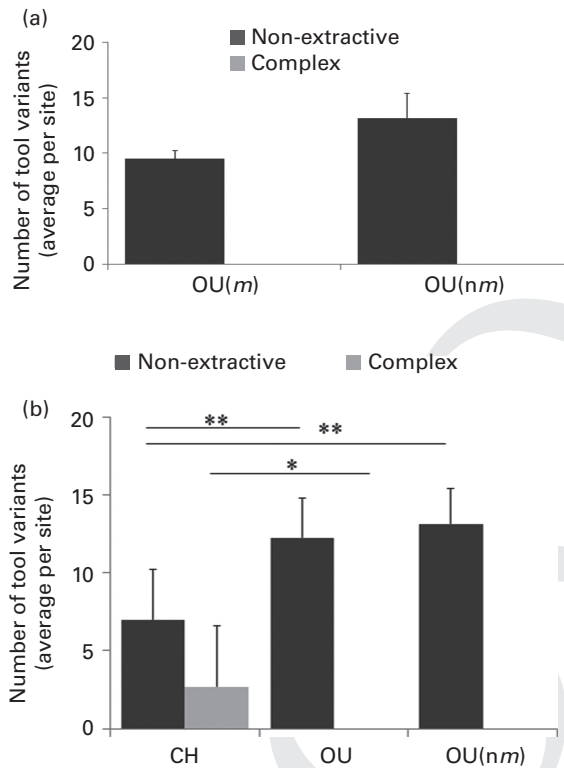 (a)
Non-extractive
Complex
Number of tool variants
(average per site)
20
15
10
5
0
OU(m)
OU(nm)
Non-extractive
Complex
(b)
Number of tool variants
(average per site)
20
15
10
5
0
**
**
*
CH
OU
OU(nm)